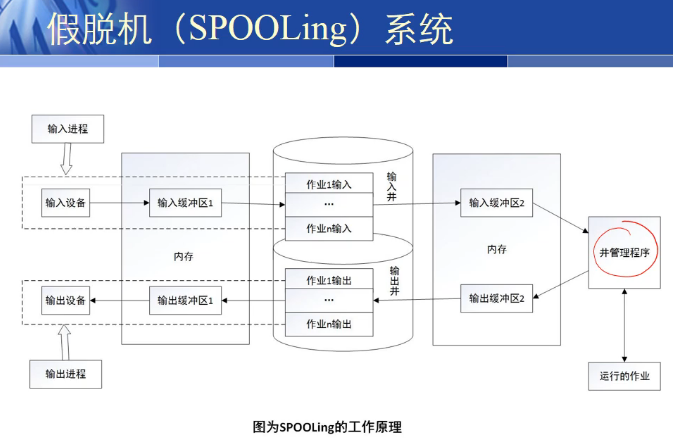 假脱机（SPOOLing）系统
输入进程
输入设备
输入缓冲区1
作业1输入
...
作业n输入
输入井
输入缓冲区2
内存
内存
井管理程序
输出设备
输出缓冲区1
作业1输出
...
作业n输出
输出井
输出缓冲区2
输出进程
运行的作业
图为SPOOLing的工作原理